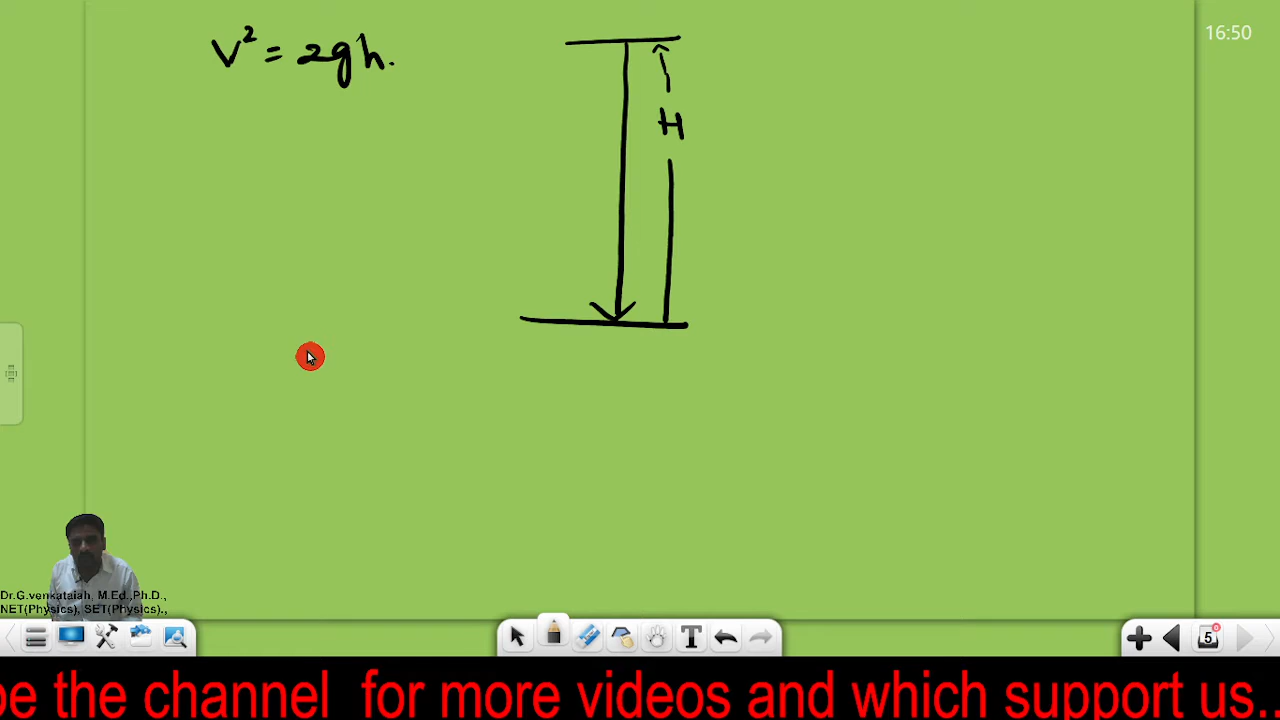 V² = 2gh.
16:50
H
Dr.G.venkataiah, M.Ed.,Ph.D.,
NET(Physics), SET(Physics).,
T
5
be the channel for more videos and which support us..